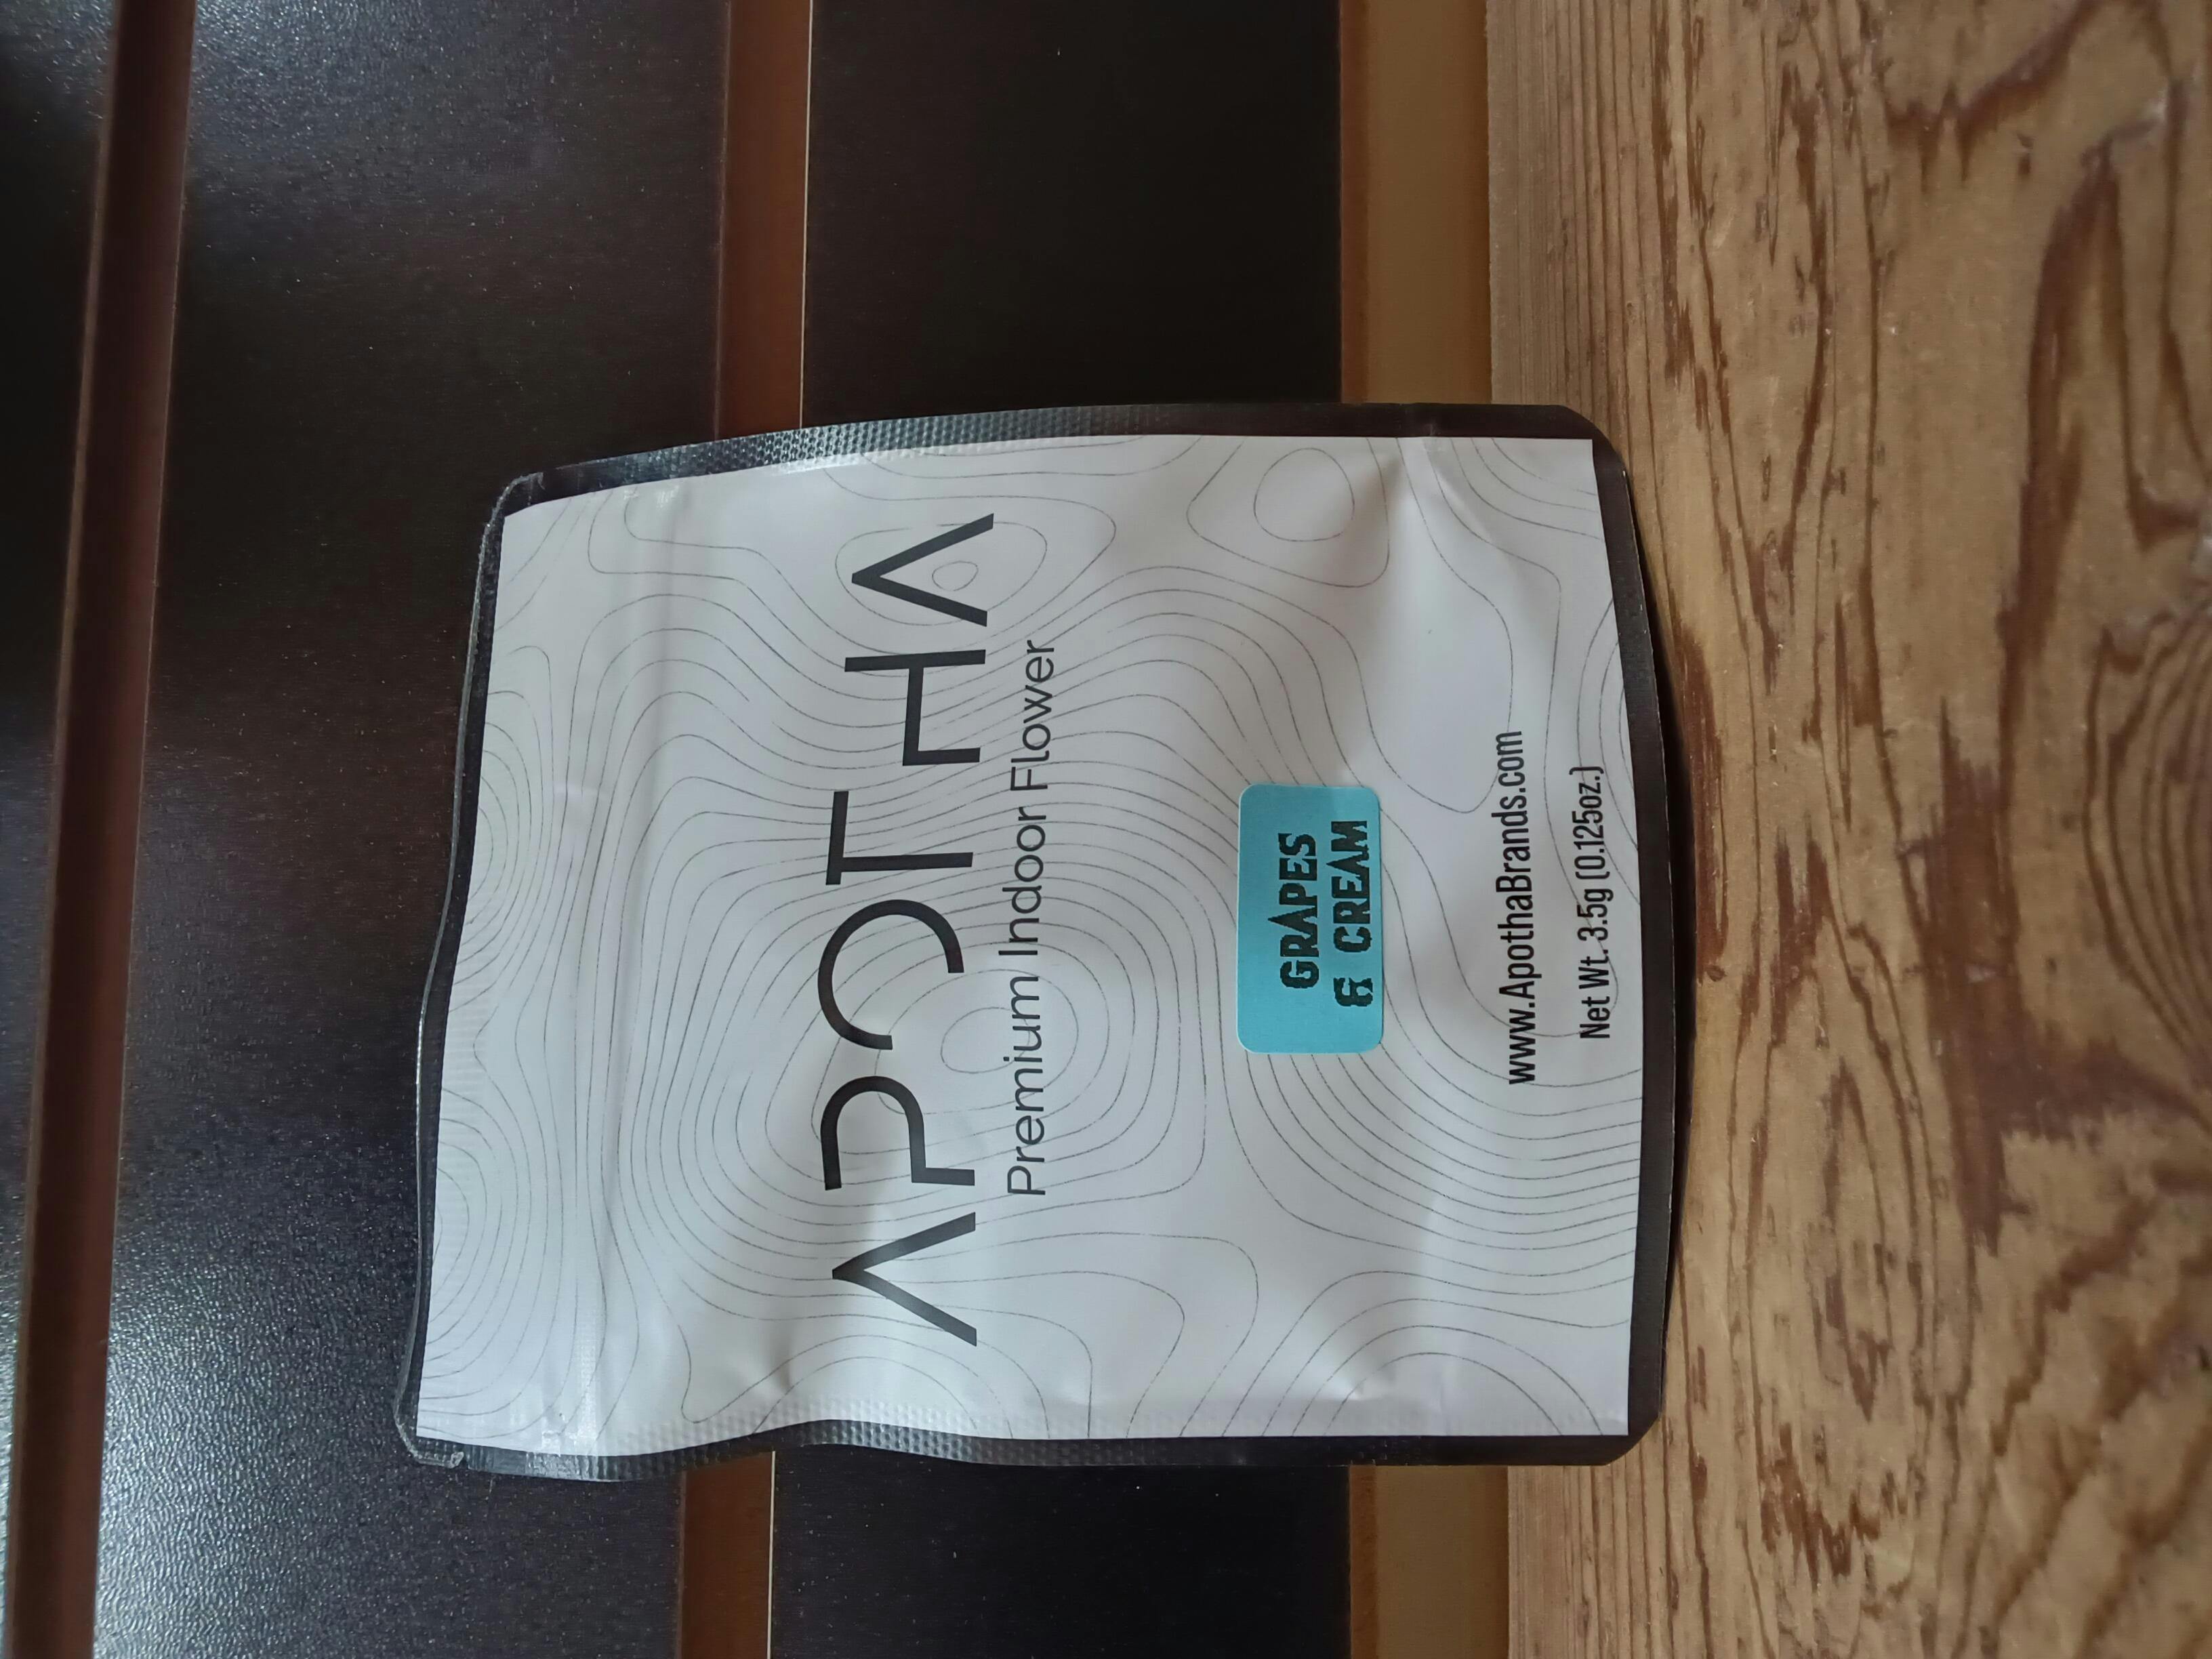 APOTHA
Premium Indoor Flower
GRAPES
& CREAM
www.ApothaBrands.com
Net Wt. 3.5g (0.125oz.)